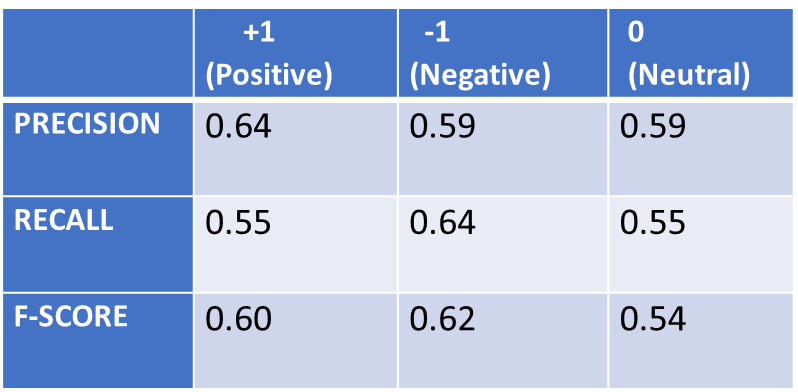 +1 -1 0
(Positive) (Negative) (Neutral)
PRECISION 0.64 0.59 0.59
RECALL 0.55 0.64 0.55
F-SCORE 0.60 0.62 0.54